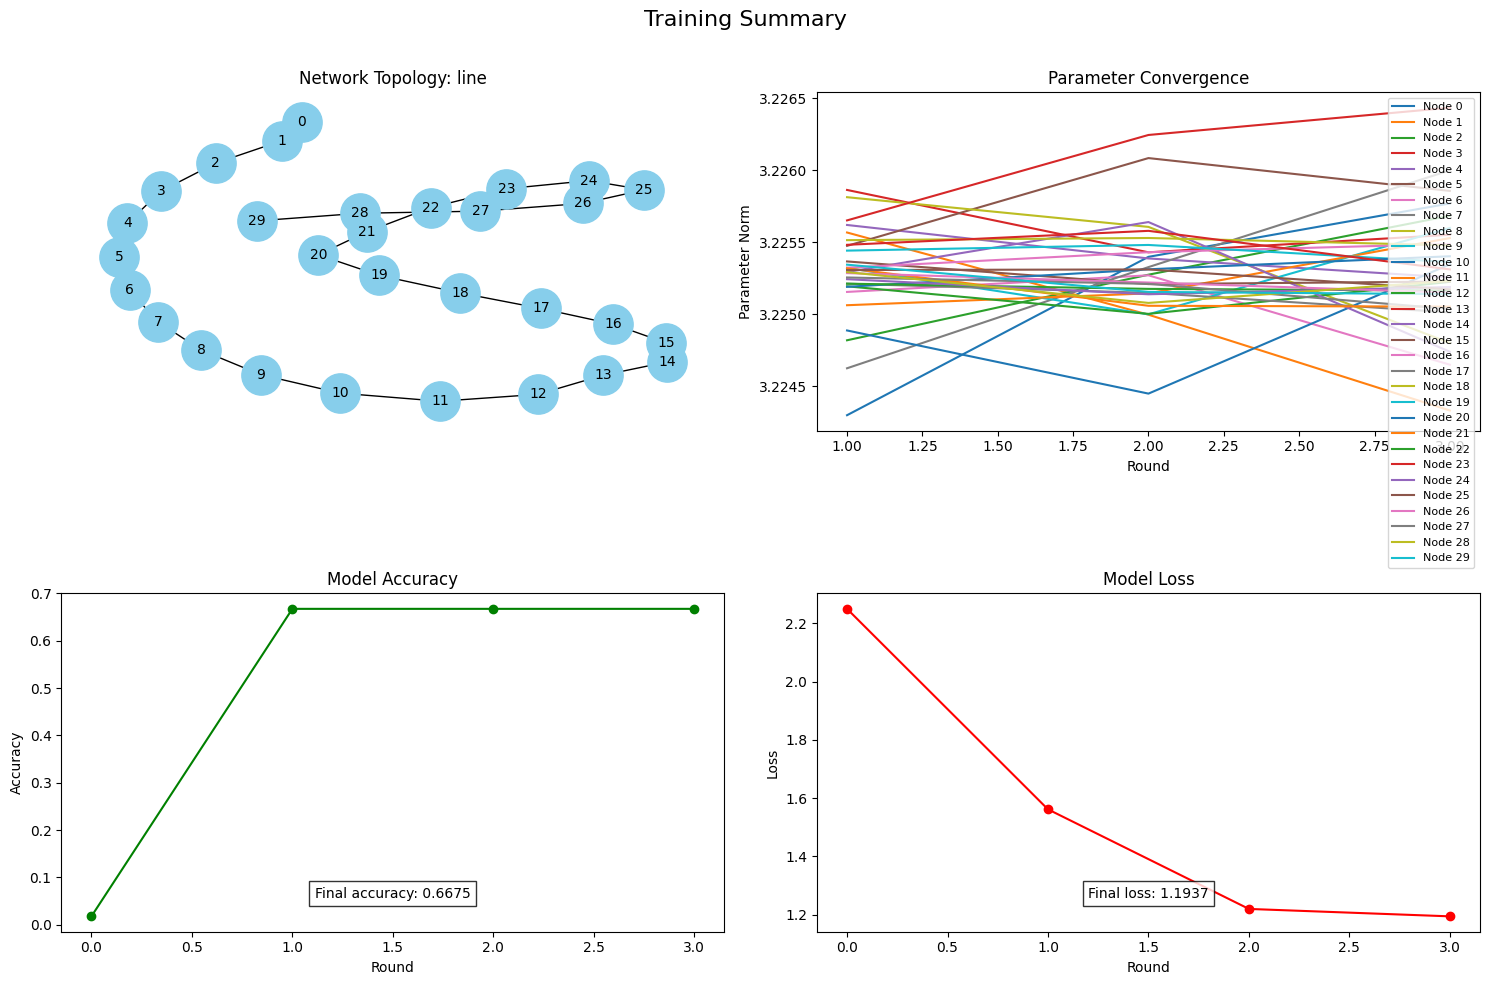 Training Summary
Network Topology: line
0
1
2
3
4
5
6
7
8
9
10
11
12
13
14
15
16
17
18
19
20
21
22
23
24
25
26
27
28
29
Parameter Convergence
Parameter Norm
3.2265
3.2260
3.2255
3.2250
3.2245
1.00 1.25 1.50 1.75 2.00 2.25 2.50 2.75 3.00
Round
Node 0
Node 1
Node 2
Node 3
Node 4
Node 5
Node 6
Node 7
Node 8
Node 9
Node 10
Node 11
Node 12
Node 13
Node 14
Node 15
Node 16
Node 17
Node 18
Node 19
Node 20
Node 21
Node 22
Node 23
Node 24
Node 25
Node 26
Node 27
Node 28
Node 29
Model Accuracy
Accuracy
0.7
0.6
0.5
0.4
0.3
0.2
0.1
0.0
Final accuracy: 0.6675
0.0 0.5 1.0 1.5 2.0 2.5 3.0
Round
Model Loss
Loss
2.2
2.0
1.8
1.6
1.4
1.2
Final loss: 1.1937
0.0 0.5 1.0 1.5 2.0 2.5 3.0
Round